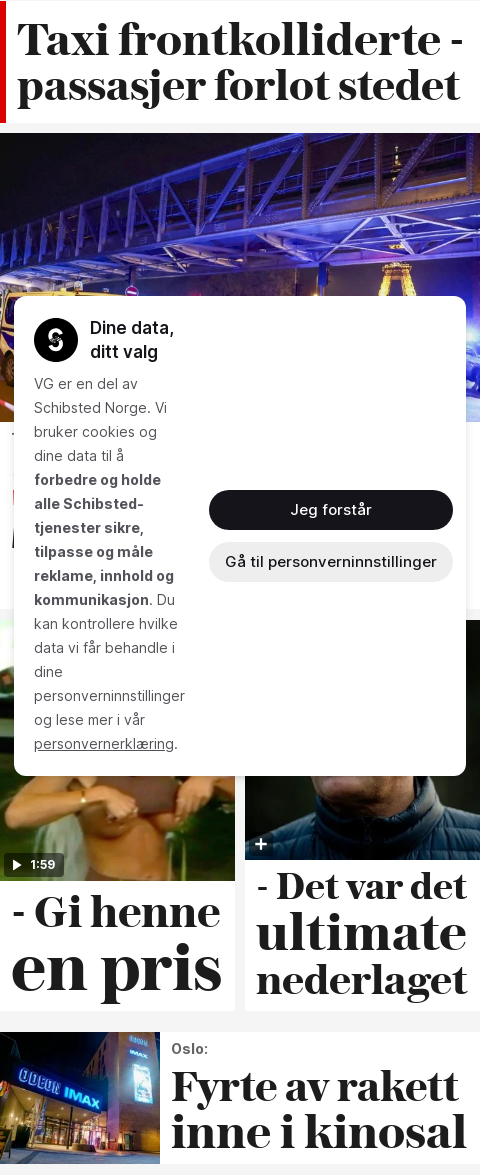 Taxi frontkolliderte -
passasjer forlot stedet
Dine data,
ditt valg
VG er en del av
Schibsted Norge. Vi
bruker cookies og
dine data til å
forbedre og holde
alle Schibsted-
tjenester sikre,
tilpasse og måle
reklame, innhold og
kommunikasjon. Du
kan kontrollere hvilke
data vi får behandle i
dine
personverninnstillinger
og lese mer i vår
personvernerklæring.
Jeg forstår
Gå til personverninnstillinger
1:59
- Gi henne
en pris
- Det var det
ultimate
nederlaget
ODEON IMAX
ODEON
IMAX
Oslo:
Fyrte av rakett
inne i kinosal